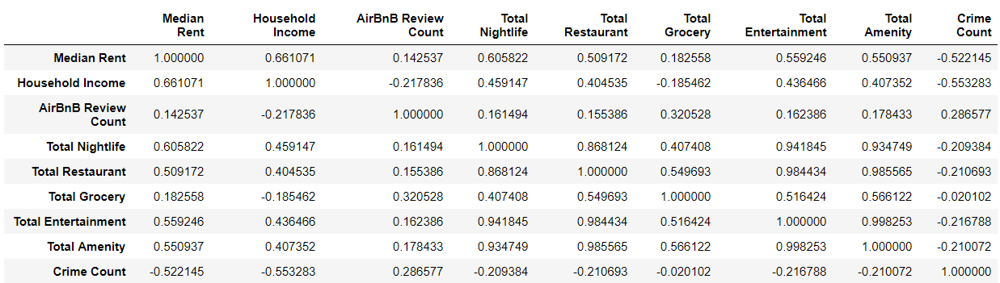 Median Rent Household Income AirBnB Review Count Total Nightlife Total Restaurant Total Grocery Total Entertainment Total Amenity Crime Count
Median Rent 1.000000 0.661071 0.142537 0.605822 0.509172 0.182558 0.559246 0.550937 -0.522145
Household Income 0.661071 1.000000 -0.217836 0.459147 0.404535 -0.185462 0.436466 0.407352 -0.553283
AirBnB Review Count 0.142537 -0.217836 1.000000 0.161494 0.155386 0.320528 0.162386 0.178433 0.286577
Total Nightlife 0.605822 0.459147 0.161494 1.000000 0.868124 0.407408 0.941845 0.934749 -0.209384
Total Restaurant 0.509172 0.404535 0.155386 0.868124 1.000000 0.549693 0.984434 0.985565 -0.210693
Total Grocery 0.182558 -0.185462 0.320528 0.407408 0.549693 1.000000 0.516424 0.566122 -0.020102
Total Entertainment 0.559246 0.436466 0.162386 0.941845 0.984434 0.516424 1.000000 0.998253 -0.216788
Total Amenity 0.550937 0.407352 0.178433 0.934749 0.985565 0.566122 0.998253 1.000000 -0.210072
Crime Count -0.522145 -0.553283 0.286577 -0.209384 -0.210693 -0.020102 -0.216788 -0.210072 1.000000